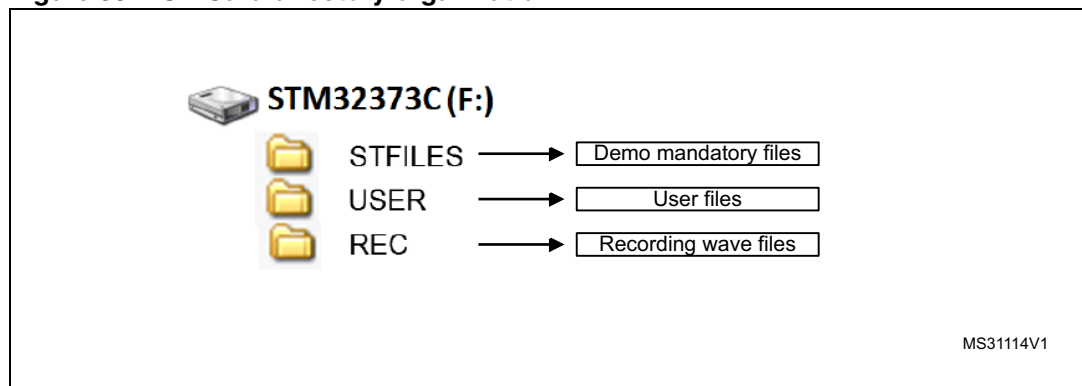 STM32373C (F:)
STFILES Demo mandatory files
USER User files
REC Recording wave files
MS31114V1